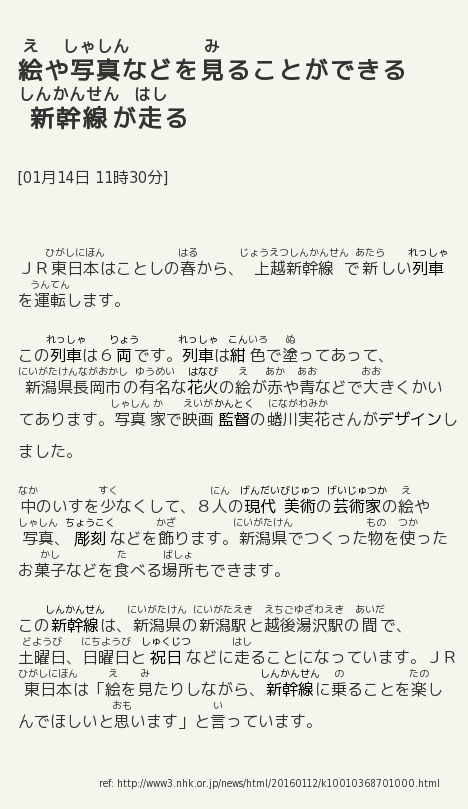 絵や写真などを見ることができる
新幹線が走る
[01月14日 11時30分]
ＪＲ東日本はことしの春から、上越新幹線で新しい列車
を運転します。
この列車は６両です。列車は紺色で塗ってあって、
新潟県長岡市の有名な花火の絵が赤や青などで大きくかい
てあります。写真家で映画監督の蜷川実花さんがデザインし
ました。
中のいすを少なくして、８人の現代美術の芸術家の絵や
写真、彫刻などを飾ります。新潟県でつくった物を使った
お菓子などを食べる場所もできます。
この新幹線は、新潟県の新潟駅と越後湯沢駅の間で、
土曜日、日曜日と祝日などに走ることになっています。ＪＲ
東日本は「絵を見たりしながら、新幹線に乗ることを楽し
んでほしいと思います」と言っています。
ref: http://www3.nhk.or.jp/news/html/20160112/k10010368701000.html